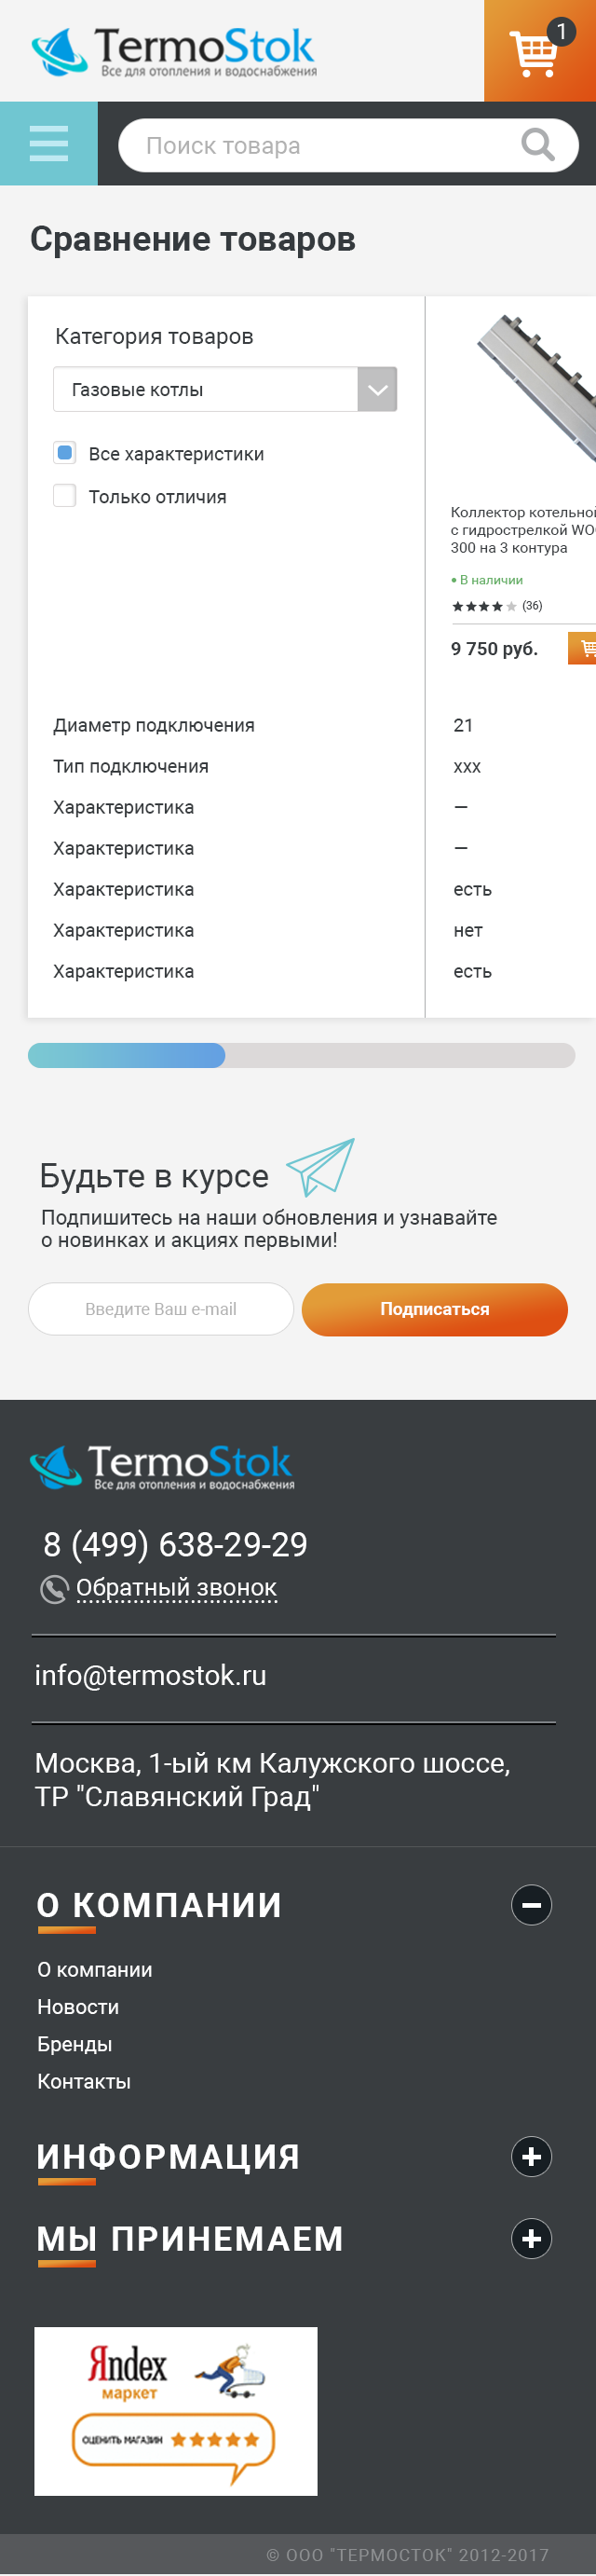 TermoStok
Все для отопления и водоснабжения
1
Поиск товара
Сравнение товаров
Категория товаров
Газовые котлы
Все характеристики
Только отличия
Коллектор котельной
с гидрострелкой
300 на 3 контура
• В наличии
(36)
9 750 руб.
Диаметр подключения 21
Тип подключения xxx
Характеристика —
Характеристика —
Характеристика есть
Характеристика нет
Характеристика есть
Будьте в курсе
Подпишитесь на наши обновления и узнавайте
о новинках и акциях первыми!
Введите Ваш e-mail
Подписаться
TermoStok
Все для отопления и водоснабжения
8 (499) 638-29-29
Обратный звонок
info@termostok.ru
Москва, 1-ый км Калужского шоссе,
ТР "Славянский Град"
О КОМПАНИИ
О компании
Новости
Бренды
Контакты
ИНФОРМАЦИЯ
МЫ ПРИНЕМАЕМ
Яndex
маркет
ОЦЕНИТЬ МАГАЗИН
© ООО "ТЕРМОСТОК" 2012-2017